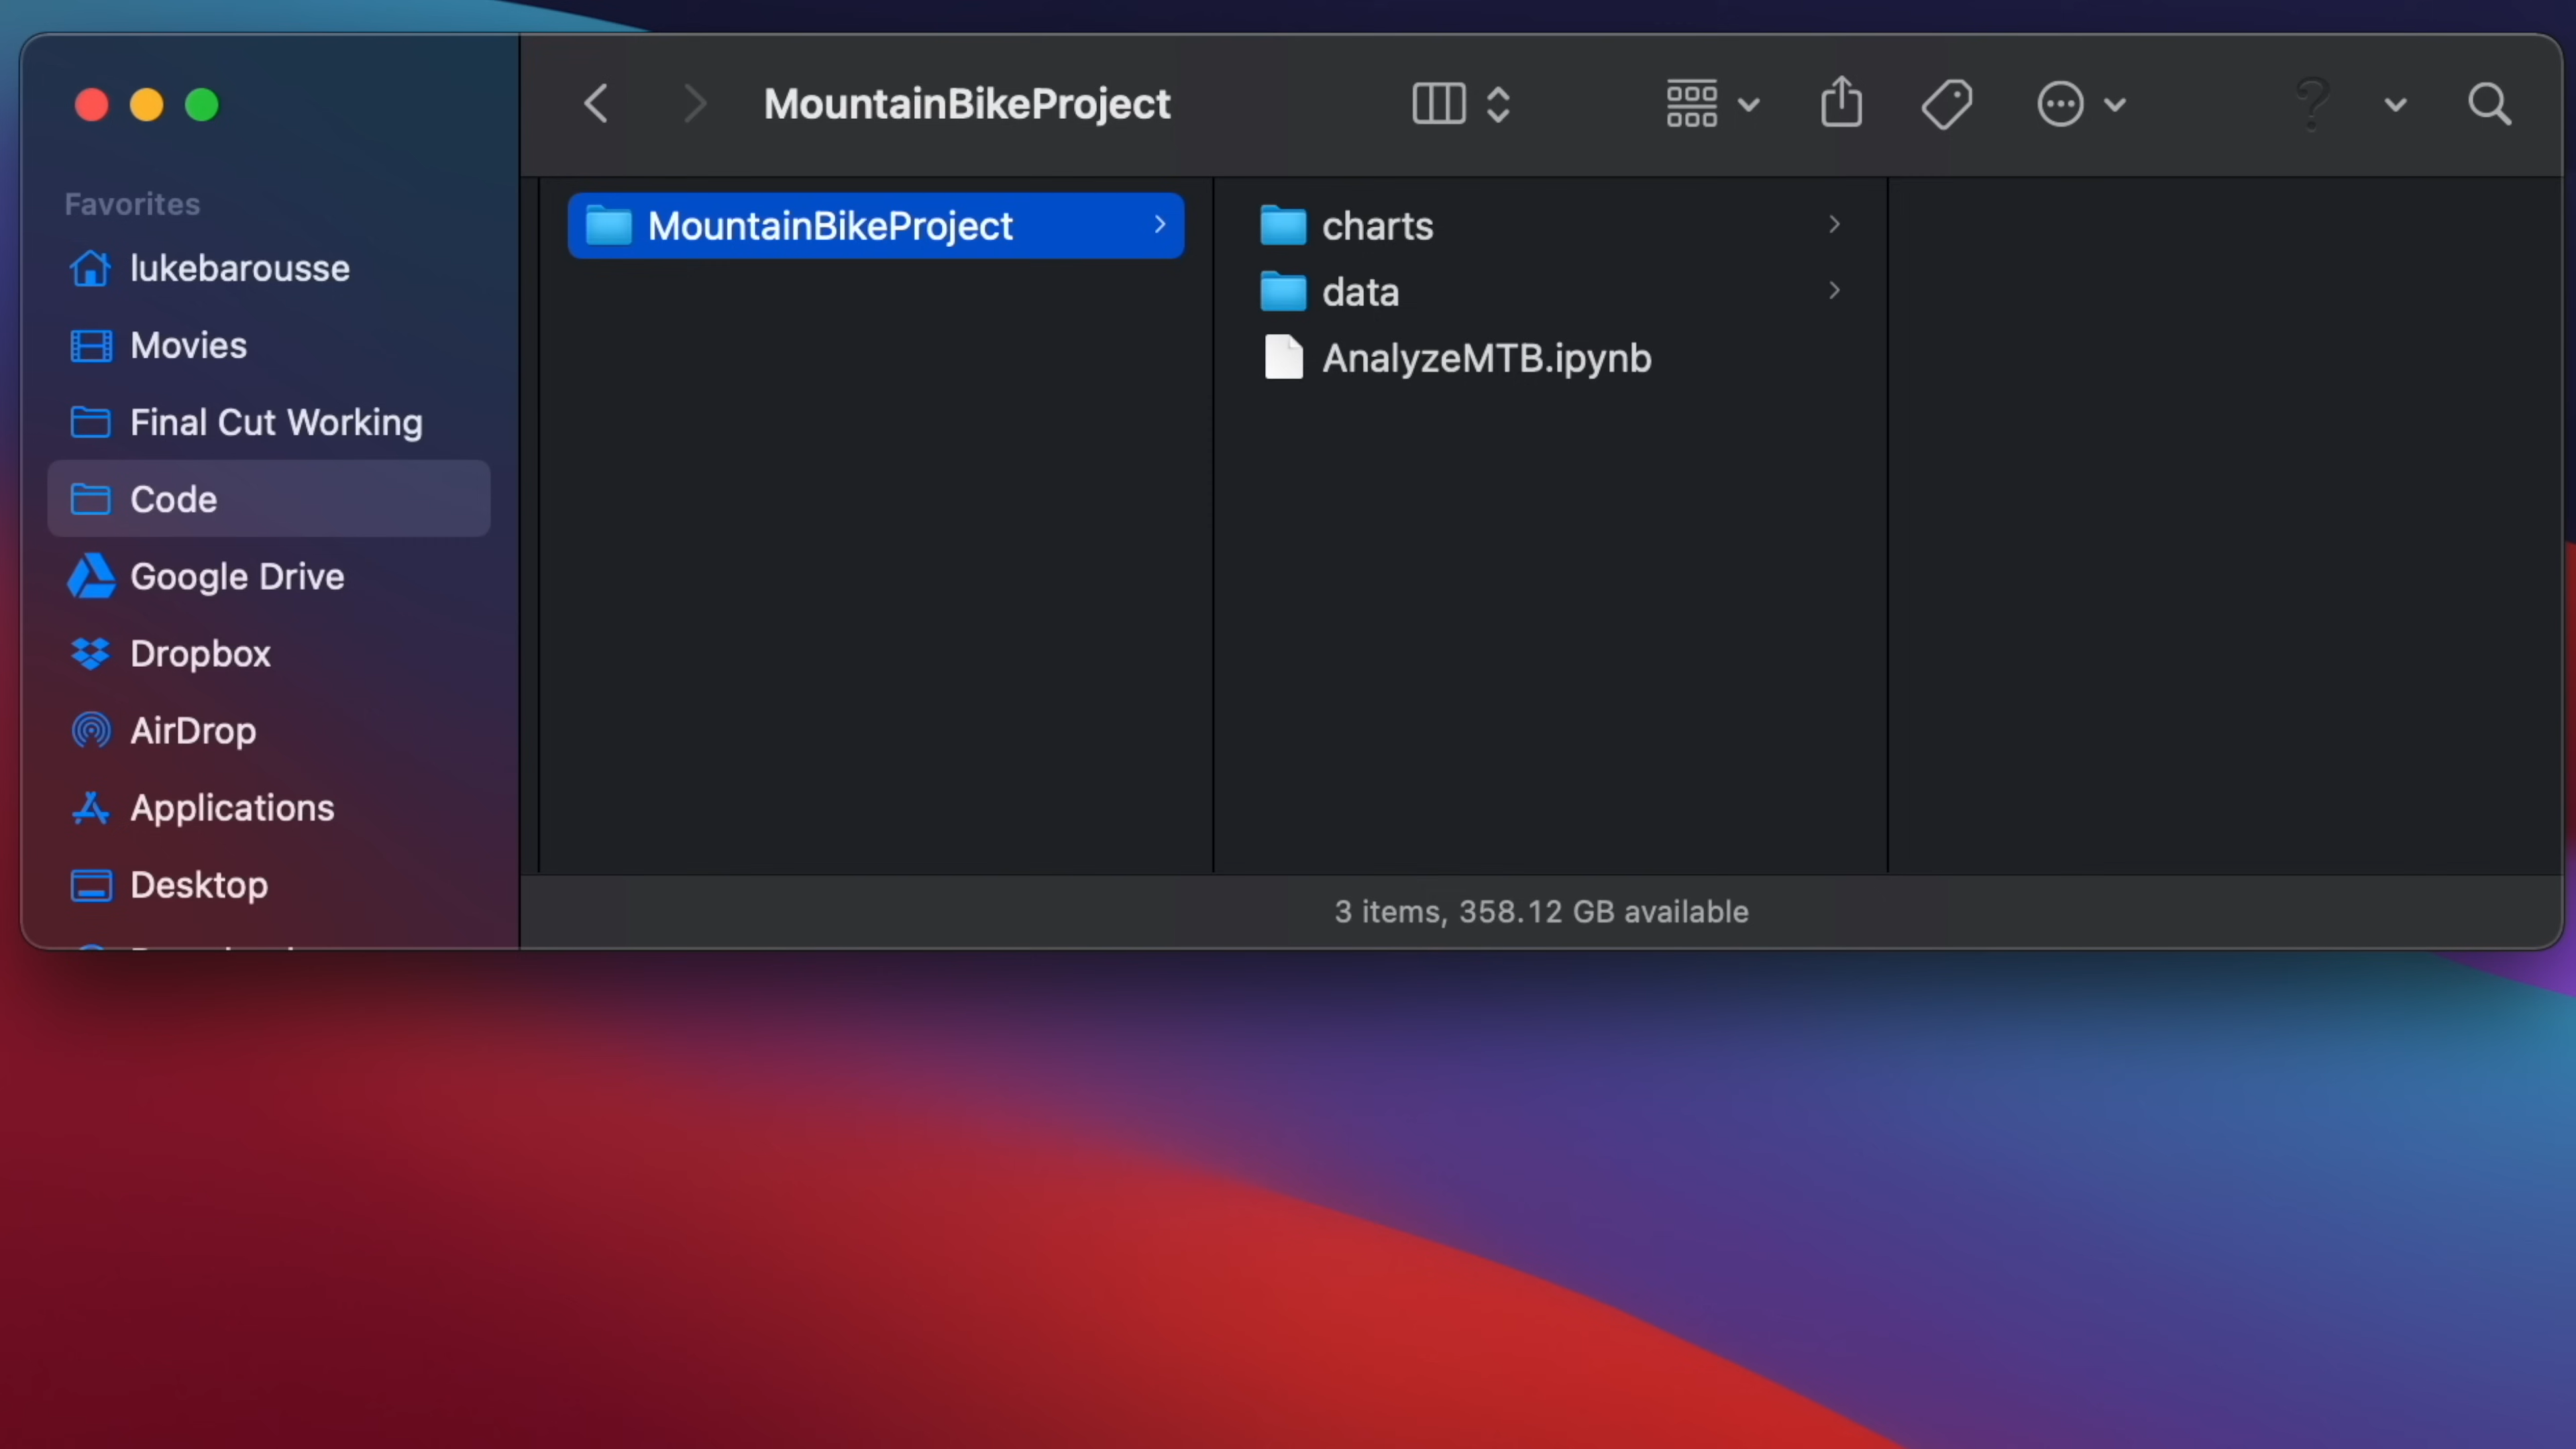 MountainBikeProject
Favorites
lukebarousse
Movies
Final Cut Working
Code
Google Drive
Dropbox
AirDrop
Applications
Desktop
MountainBikeProject
charts
data
AnalyzeMTB.ipynb
3 items, 358.12 GB available